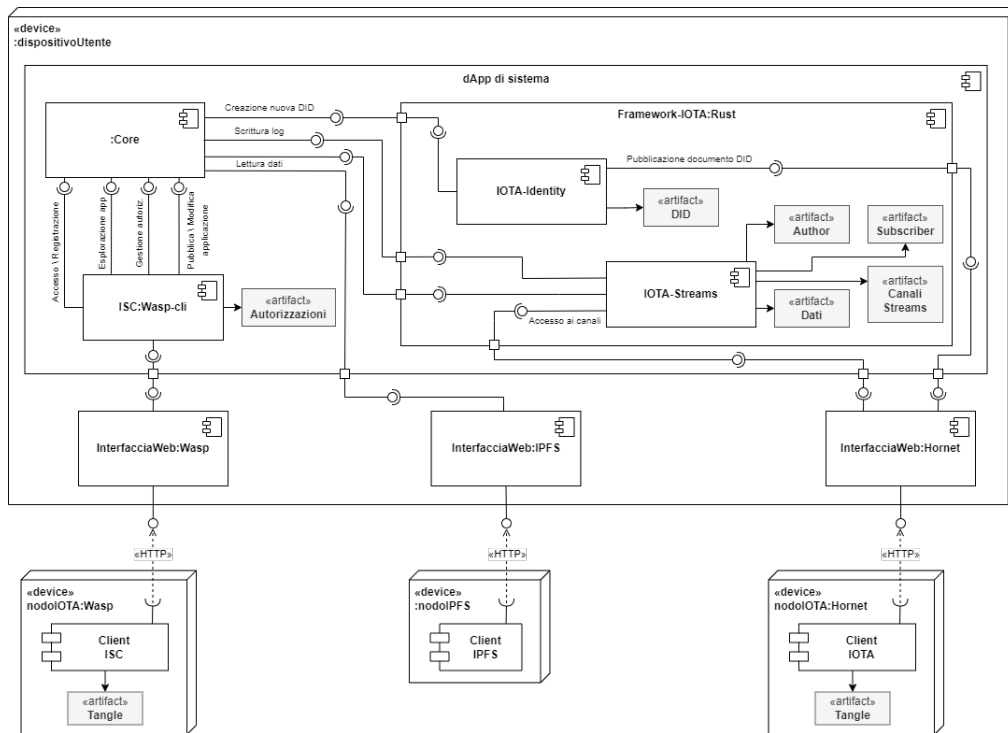 «device»
:dispositivoUtente
dApp di sistema
:Core
Creazione nuova DID
Scrittura log
Lettura dati
Framework-IOTA:Rust
IOTA-Identity
Pubblicazione documento DID
«artifact»
DID
«artifact»
Author
«artifact»
Subscriber
IOTA-Streams
«artifact»
Dati
«artifact»
Canali
Streams
Accesso ai canali
Accesso \ Registrazione
Esplorazione app
Gestione autoriz.
Pubblica \ Modifica
applicazione
ISC:Wasp-cli
«artifact»
Autorizzazioni
InterfacciaWeb:Wasp
InterfacciaWeb:IPFS
InterfacciaWeb:Hornet
«HTTP»
«HTTP»
«HTTP»
«device»
nodoIOTA:Wasp
Client
ISC
«artifact»
Tangle
«device»
:nodoIPFS
Client
IPFS
«device»
nodoIOTA:Hornet
Client
IOTA
«artifact»
Tangle